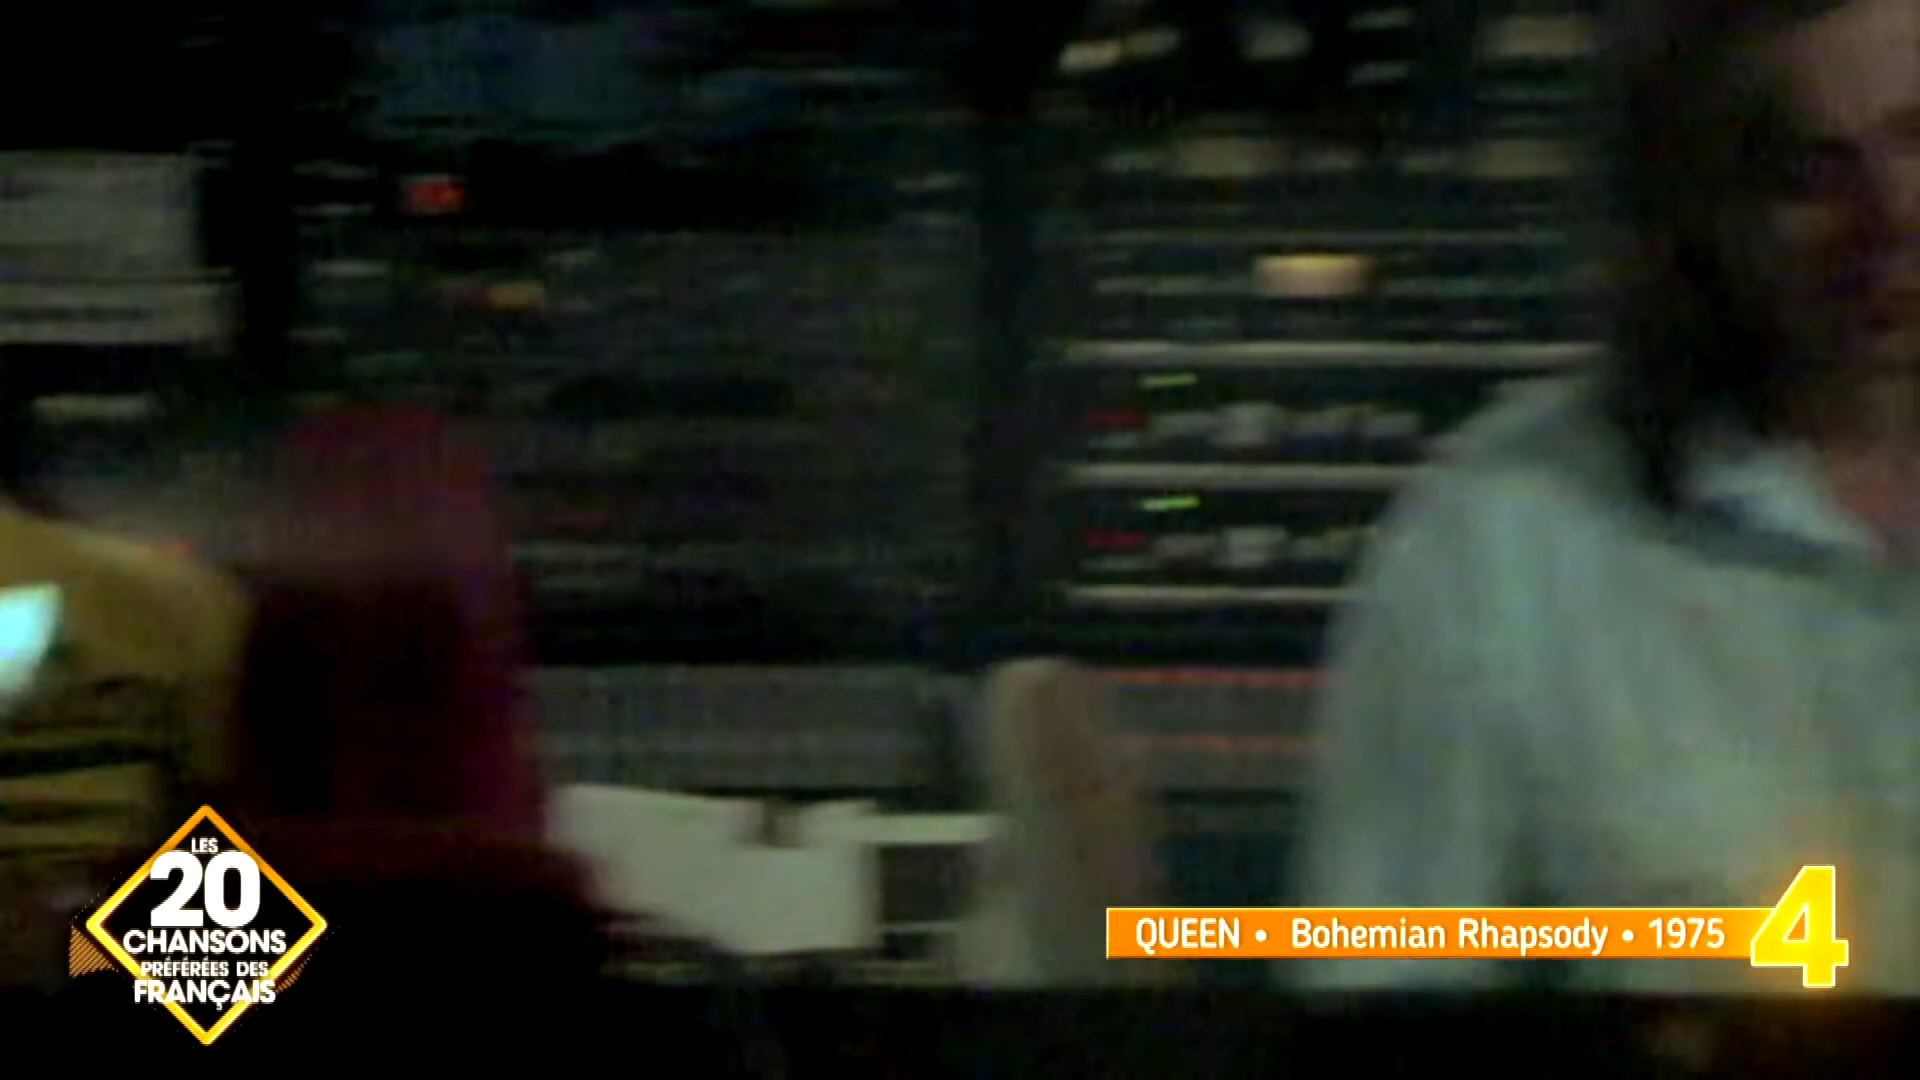 LES
20
CHANSONS
PRÉFÉRÉES DES
FRANÇAIS
QUEEN • Bohemian Rhapsody • 1975
4